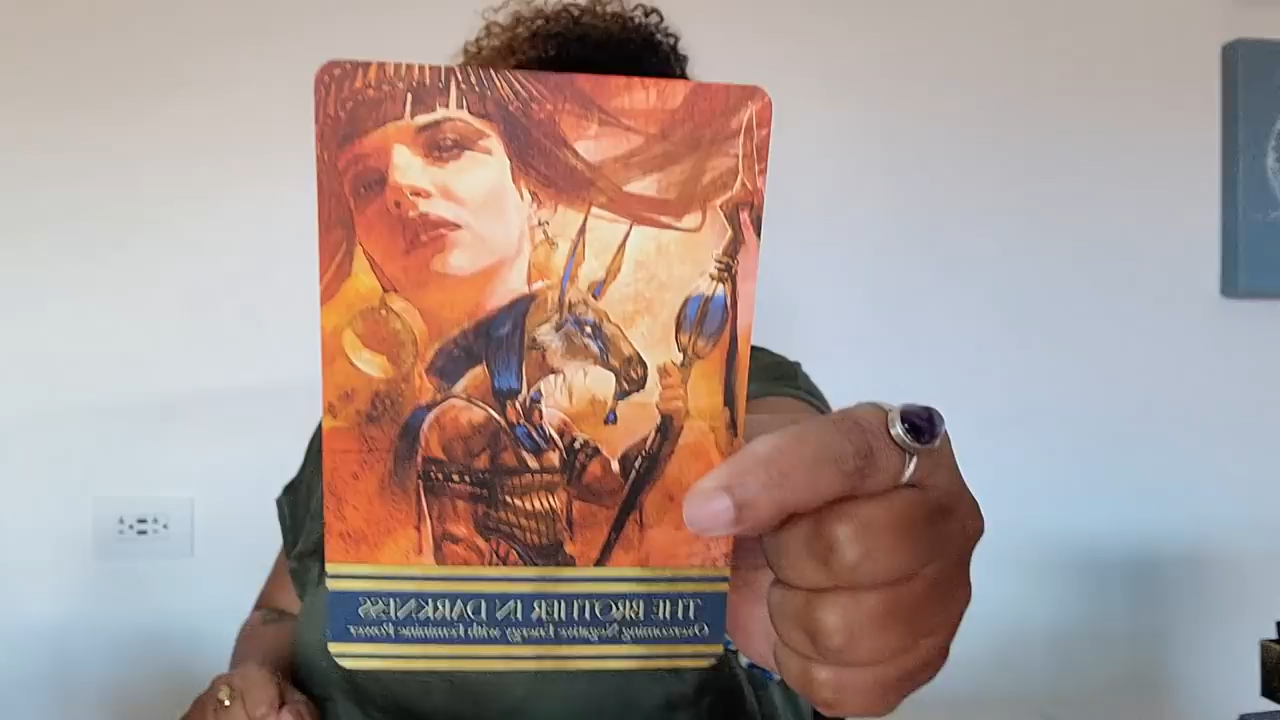 THE BROTHER IN DARKNESS
Overcoming Negative Energy with Feminine Power